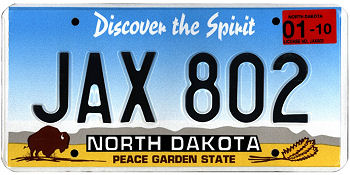 Discover the Spirit
NORTH DAKOTA
01-10
JAX 802
NORTH DAKOTA
PEACE GARDEN STATE